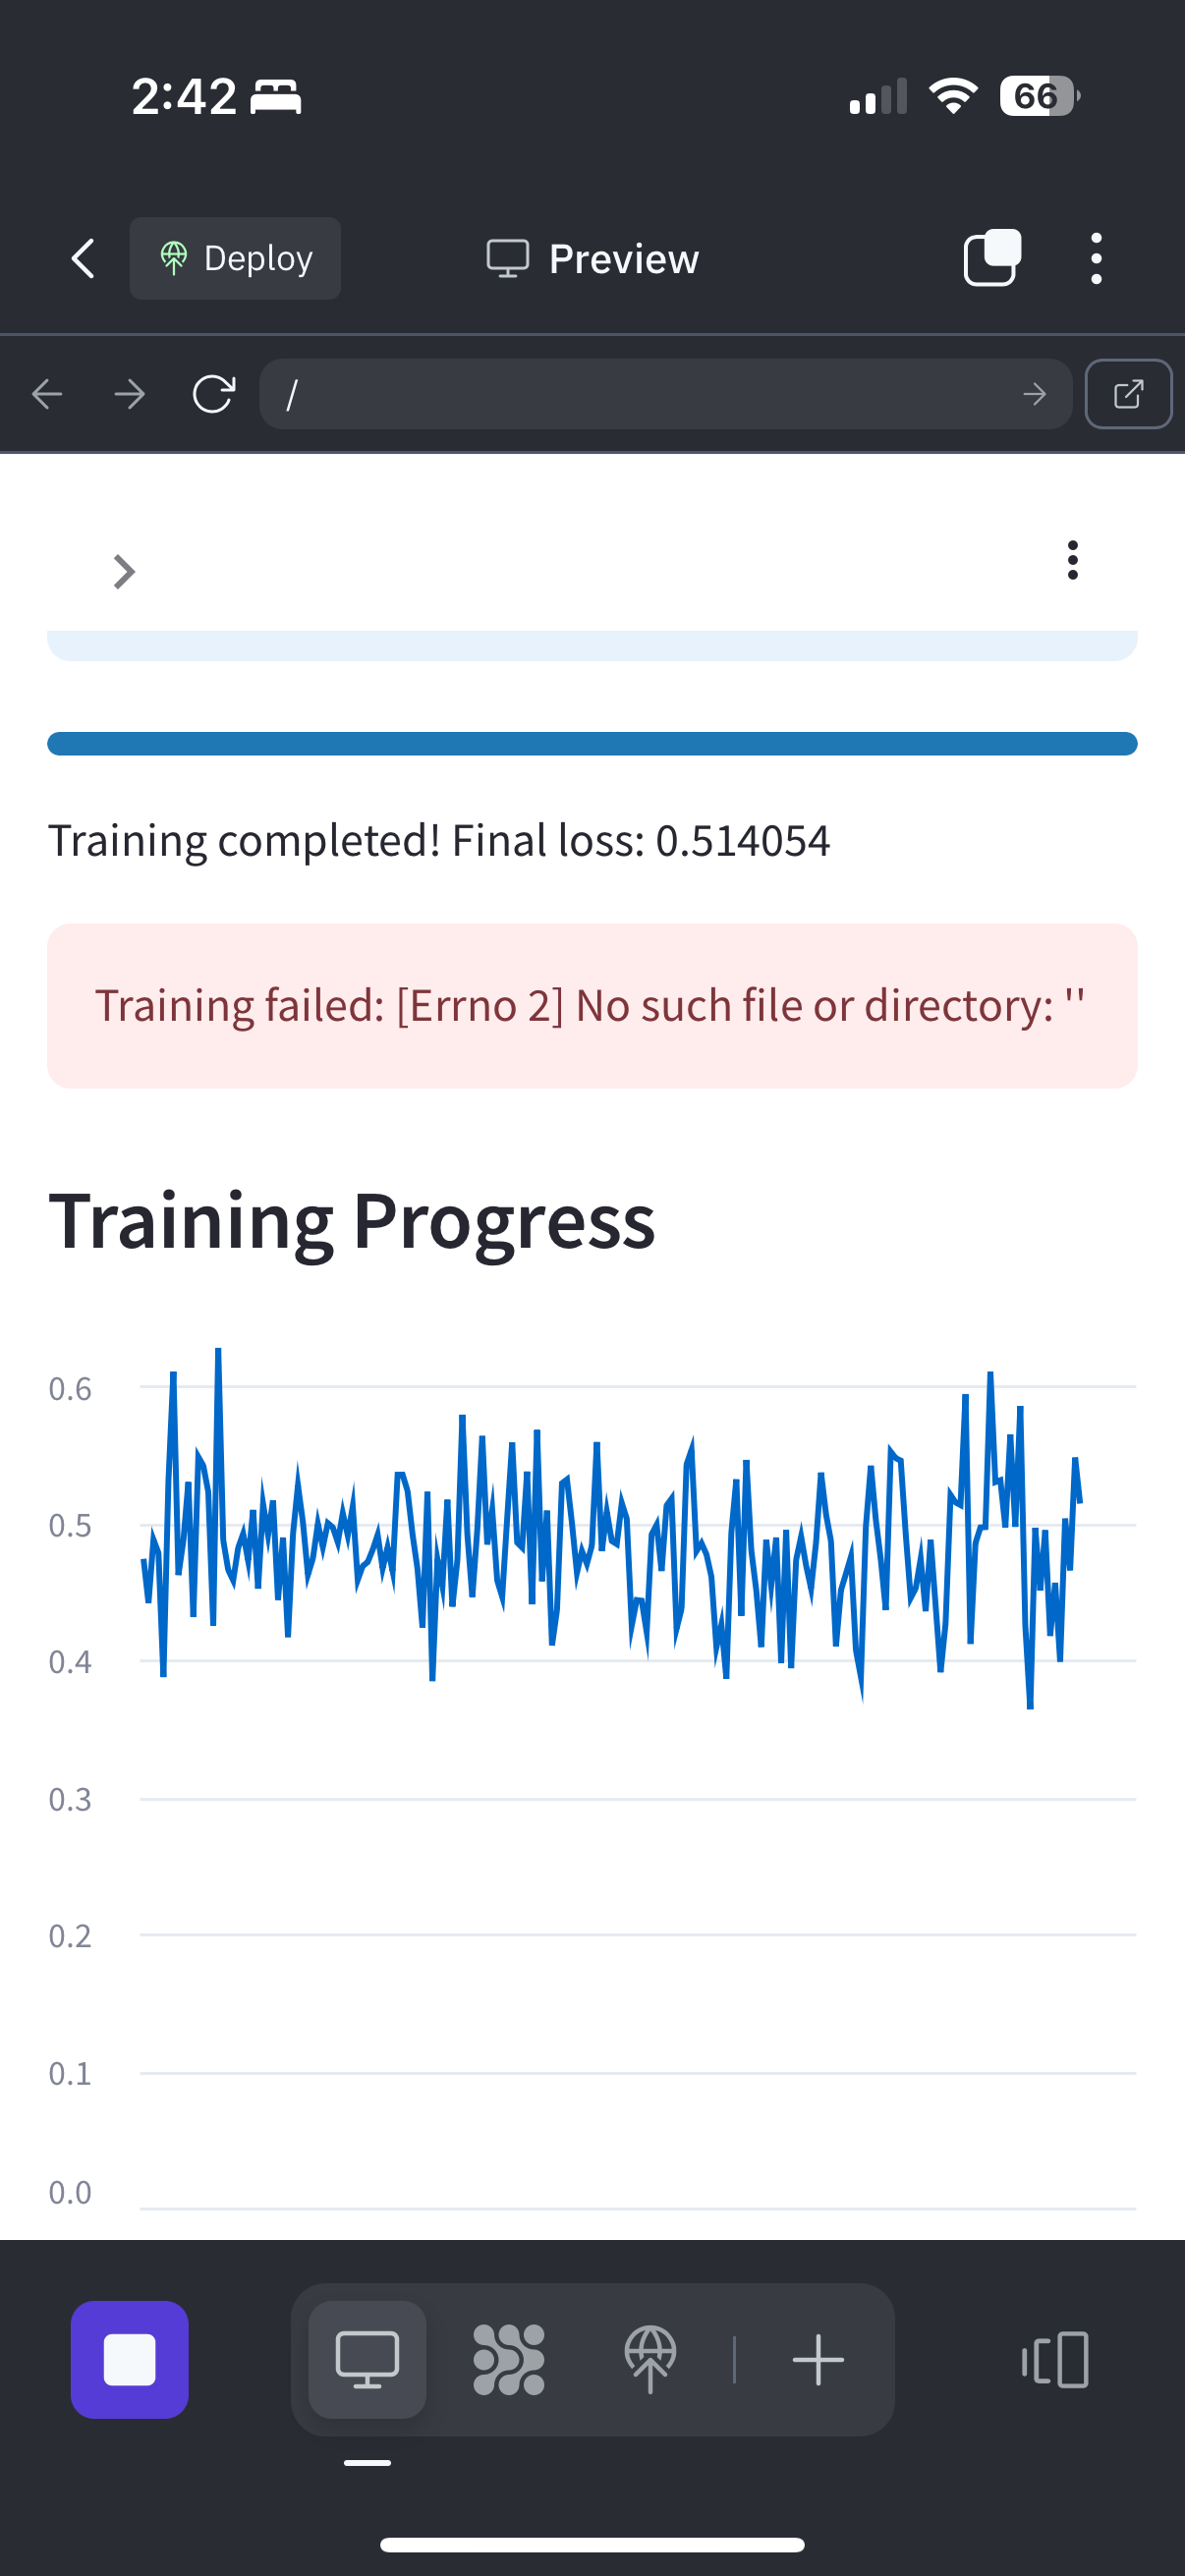 2:42
66
Deploy
Preview
/
Training completed! Final loss: 0.514054
Training failed: [Errno 2] No such file or directory: ''
Training Progress
0.6
0.5
0.4
0.3
0.2
0.1
0.0